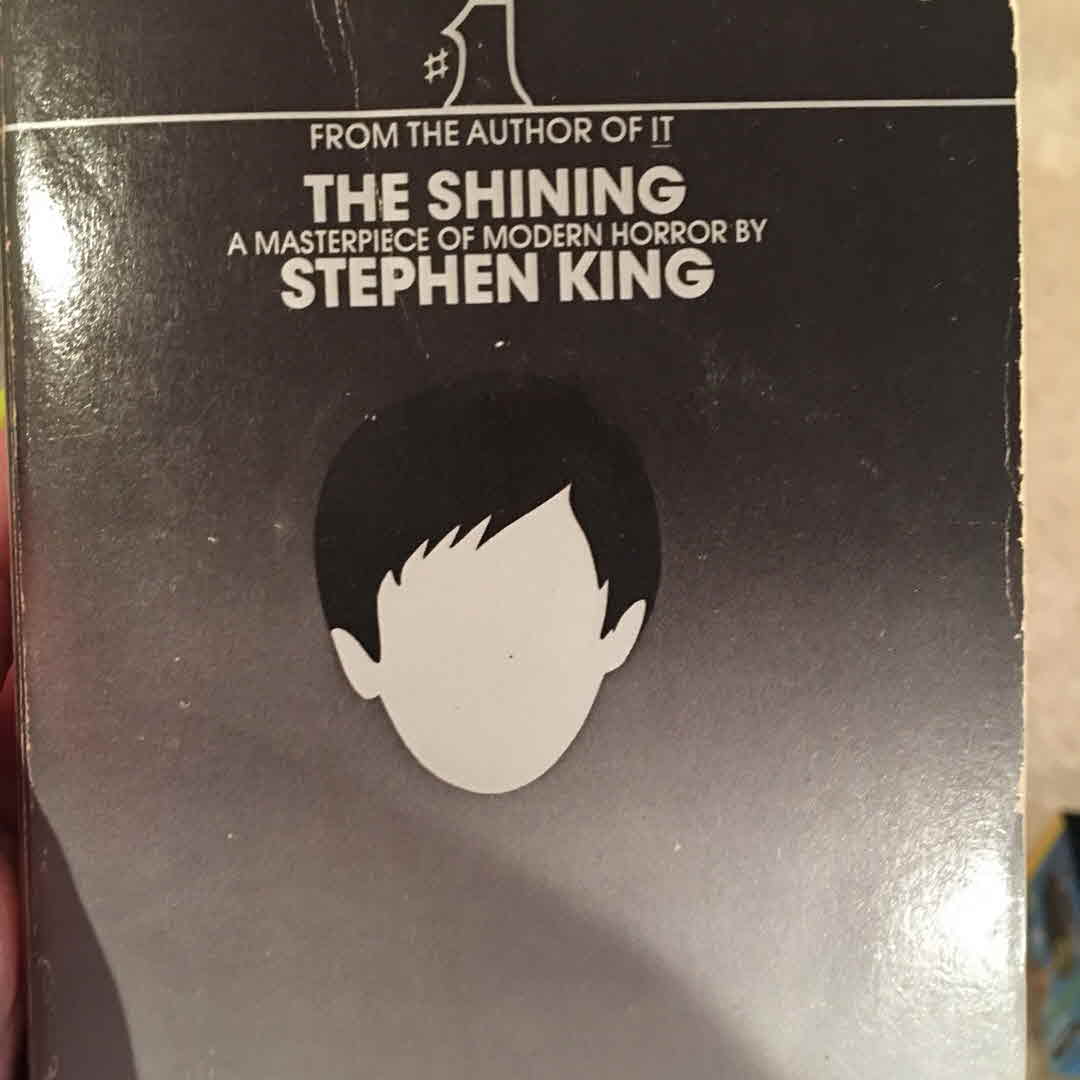 #1
FROM THE AUTHOR OF IT
THE SHINING
A MASTERPIECE OF MODERN HORROR BY
STEPHEN KING